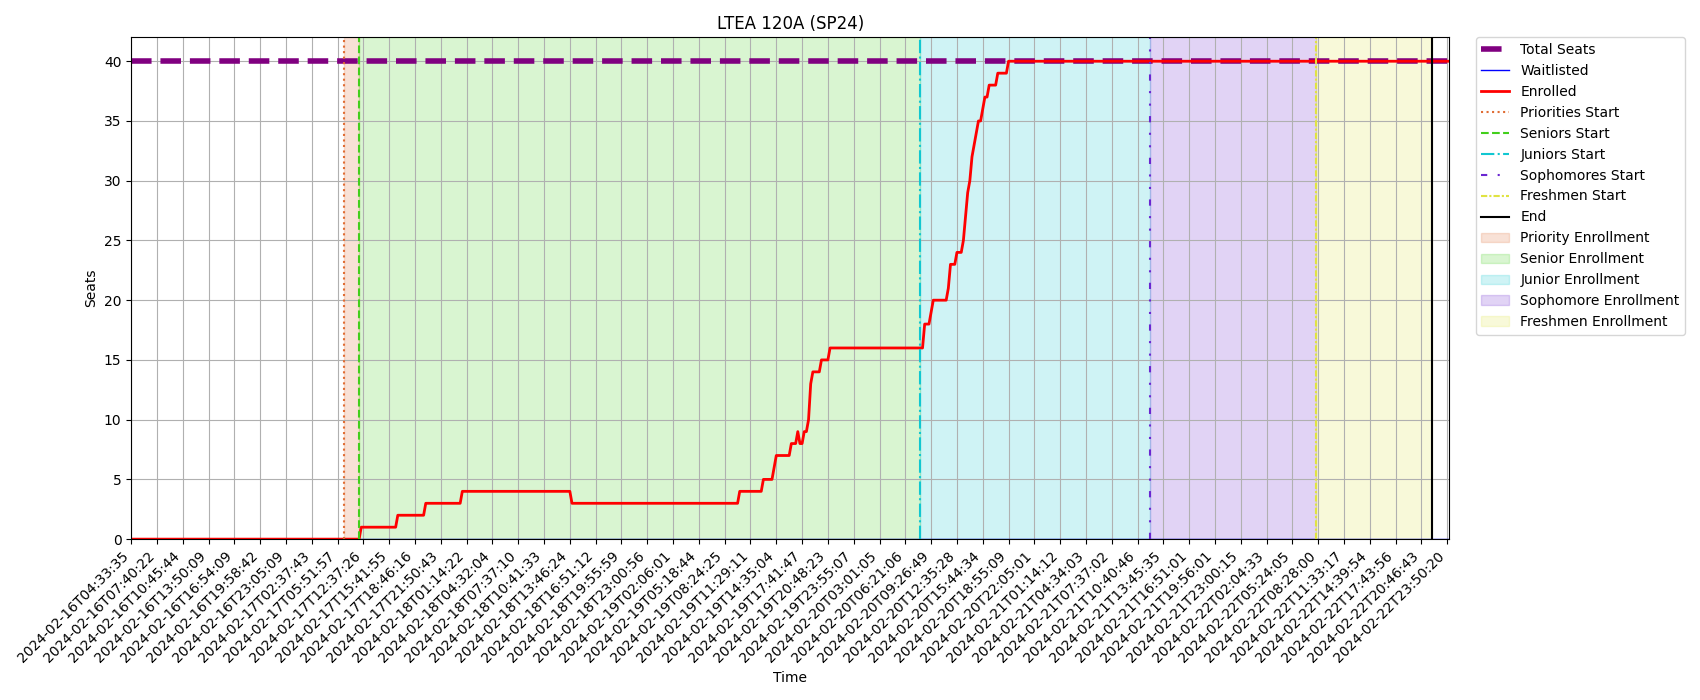 LTEA 120A (SP24)
Seats
40
35
30
25
20
15
10
5
0
2024-02-16T04:33:35
2024-02-16T07:40:22
2024-02-16T10:45:44
2024-02-16T13:50:09
2024-02-16T16:54:09
2024-02-16T19:58:42
2024-02-16T23:05:09
2024-02-17T02:37:43
2024-02-17T05:51:57
2024-02-17T12:37:26
2024-02-17T15:41:55
2024-02-17T18:46:16
2024-02-17T21:50:43
2024-02-18T01:14:22
2024-02-18T04:32:04
2024-02-18T07:37:10
2024-02-18T10:41:33
2024-02-18T13:46:24
2024-02-18T16:51:12
2024-02-18T19:55:59
2024-02-18T23:00:56
2024-02-19T02:06:01
2024-02-19T05:18:44
2024-02-19T08:24:25
2024-02-19T11:29:11
2024-02-19T14:35:04
2024-02-19T17:41:47
2024-02-19T20:48:23
2024-02-19T23:55:07
2024-02-20T03:01:05
2024-02-20T06:21:06
2024-02-20T09:26:49
2024-02-20T12:35:28
2024-02-20T15:44:34
2024-02-20T18:55:09
2024-02-20T22:05:01
2024-02-21T01:14:12
2024-02-21T04:34:03
2024-02-21T07:37:02
2024-02-21T10:40:46
2024-02-21T13:45:35
2024-02-21T16:51:01
2024-02-21T19:56:01
2024-02-21T23:00:15
2024-02-22T02:04:33
2024-02-22T05:24:05
2024-02-22T08:28:00
2024-02-22T11:33:17
2024-02-22T14:39:54
2024-02-22T17:43:56
2024-02-22T20:46:43
2024-02-22T23:50:20
Time
Total Seats
Waitlisted
Enrolled
Priorities Start
Seniors Start
Juniors Start
Sophomores Start
Freshmen Start
End
Priority Enrollment
Senior Enrollment
Junior Enrollment
Sophomore Enrollment
Freshmen Enrollment